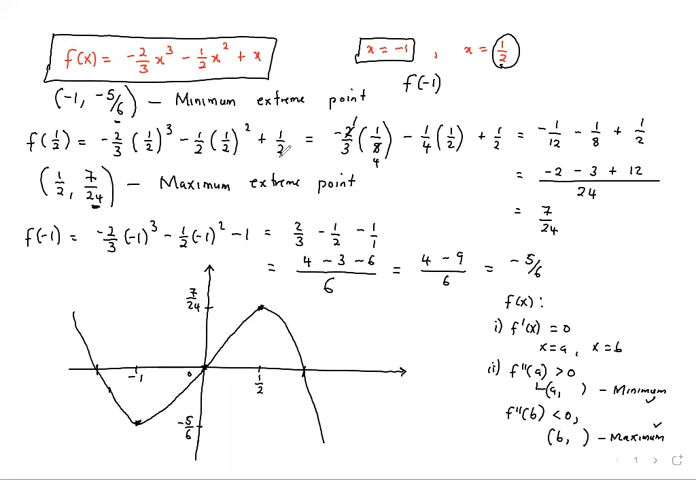 f(x) = -2/3 x³ - 1/2 x² + x
x = -1 , x = 1/2
f(-1)
(-1, -5/6) – Minimum extreme point
f(1/2) = -2/3 (1/2)³ - 1/2 (1/2)² + 1/2 = -2/3 (1/8) - 1/4 (1/2) + 1/2 = -1/12 - 1/8 + 1/2
1
4
= -2 - 3 + 12 / 24
(1/2, 7/24) – Maximum extreme point
= 7/24
f(-1) = -2/3 (-1)³ - 1/2 (-1)² - 1 = 2/3 - 1/2 - 1/1
= 4 - 3 - 6 / 6 = 4 - 9 / 6 = -5/6
7/24
-1 0 1/2
-5/6
f(x) :
i) f'(x) = 0
x = a , x = b
ii) f''(a) > 0
(a, ) – Minimum
f''(b) < 0,
(b, ) – Maximum
1